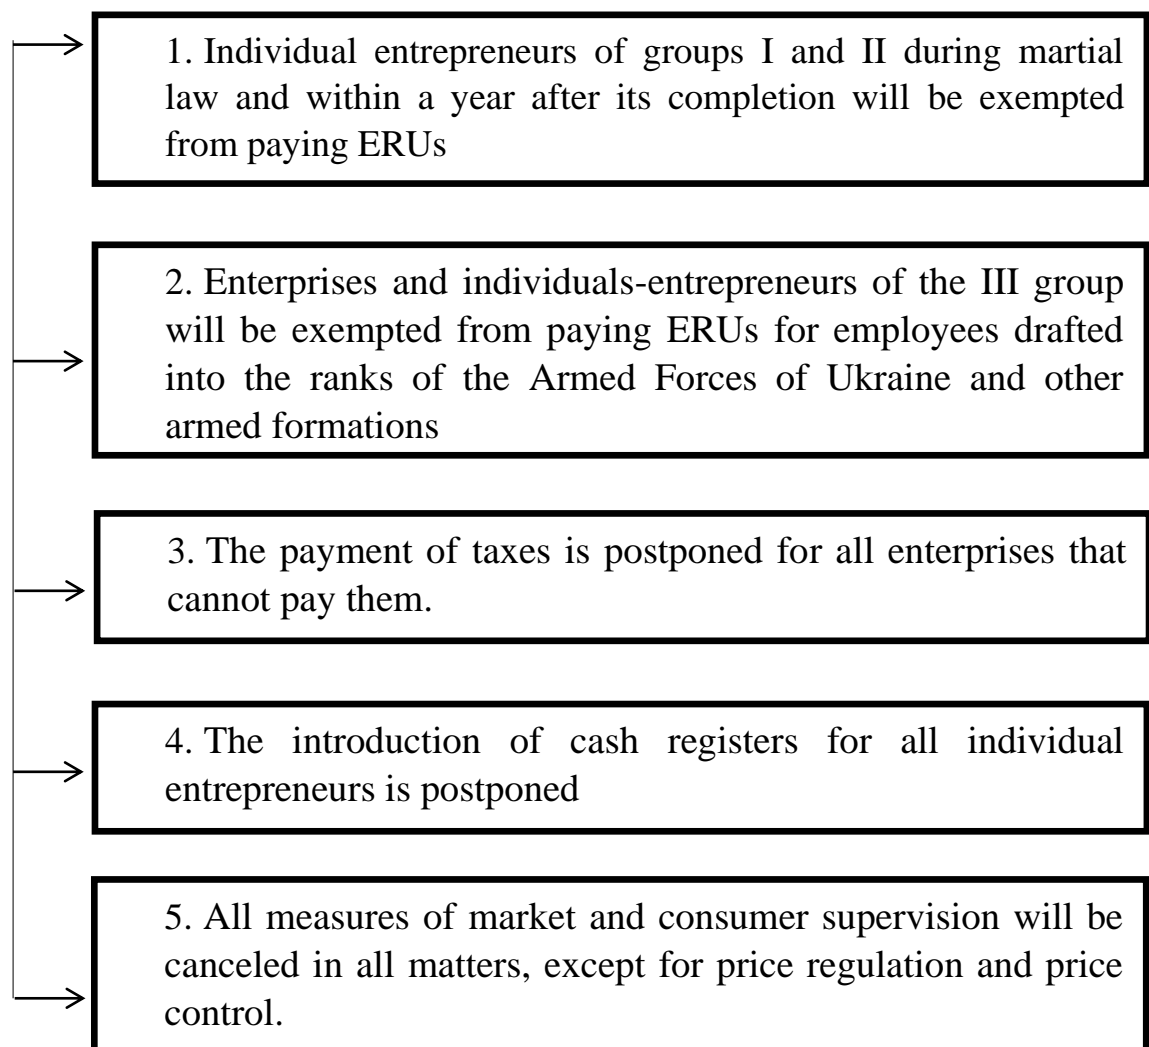 1. Individual entrepreneurs of groups I and II during martial
law and within a year after its completion will be exempted
from paying ERUs
2. Enterprises and individuals-entrepreneurs of the III group
will be exempted from paying ERUs for employees drafted
into the ranks of the Armed Forces of Ukraine and other
armed formations
3. The payment of taxes is postponed for all enterprises that
cannot pay them.
4. The introduction of cash registers for all individual
entrepreneurs is postponed
5. All measures of market and consumer supervision will be
canceled in all matters, except for price regulation and price
control.